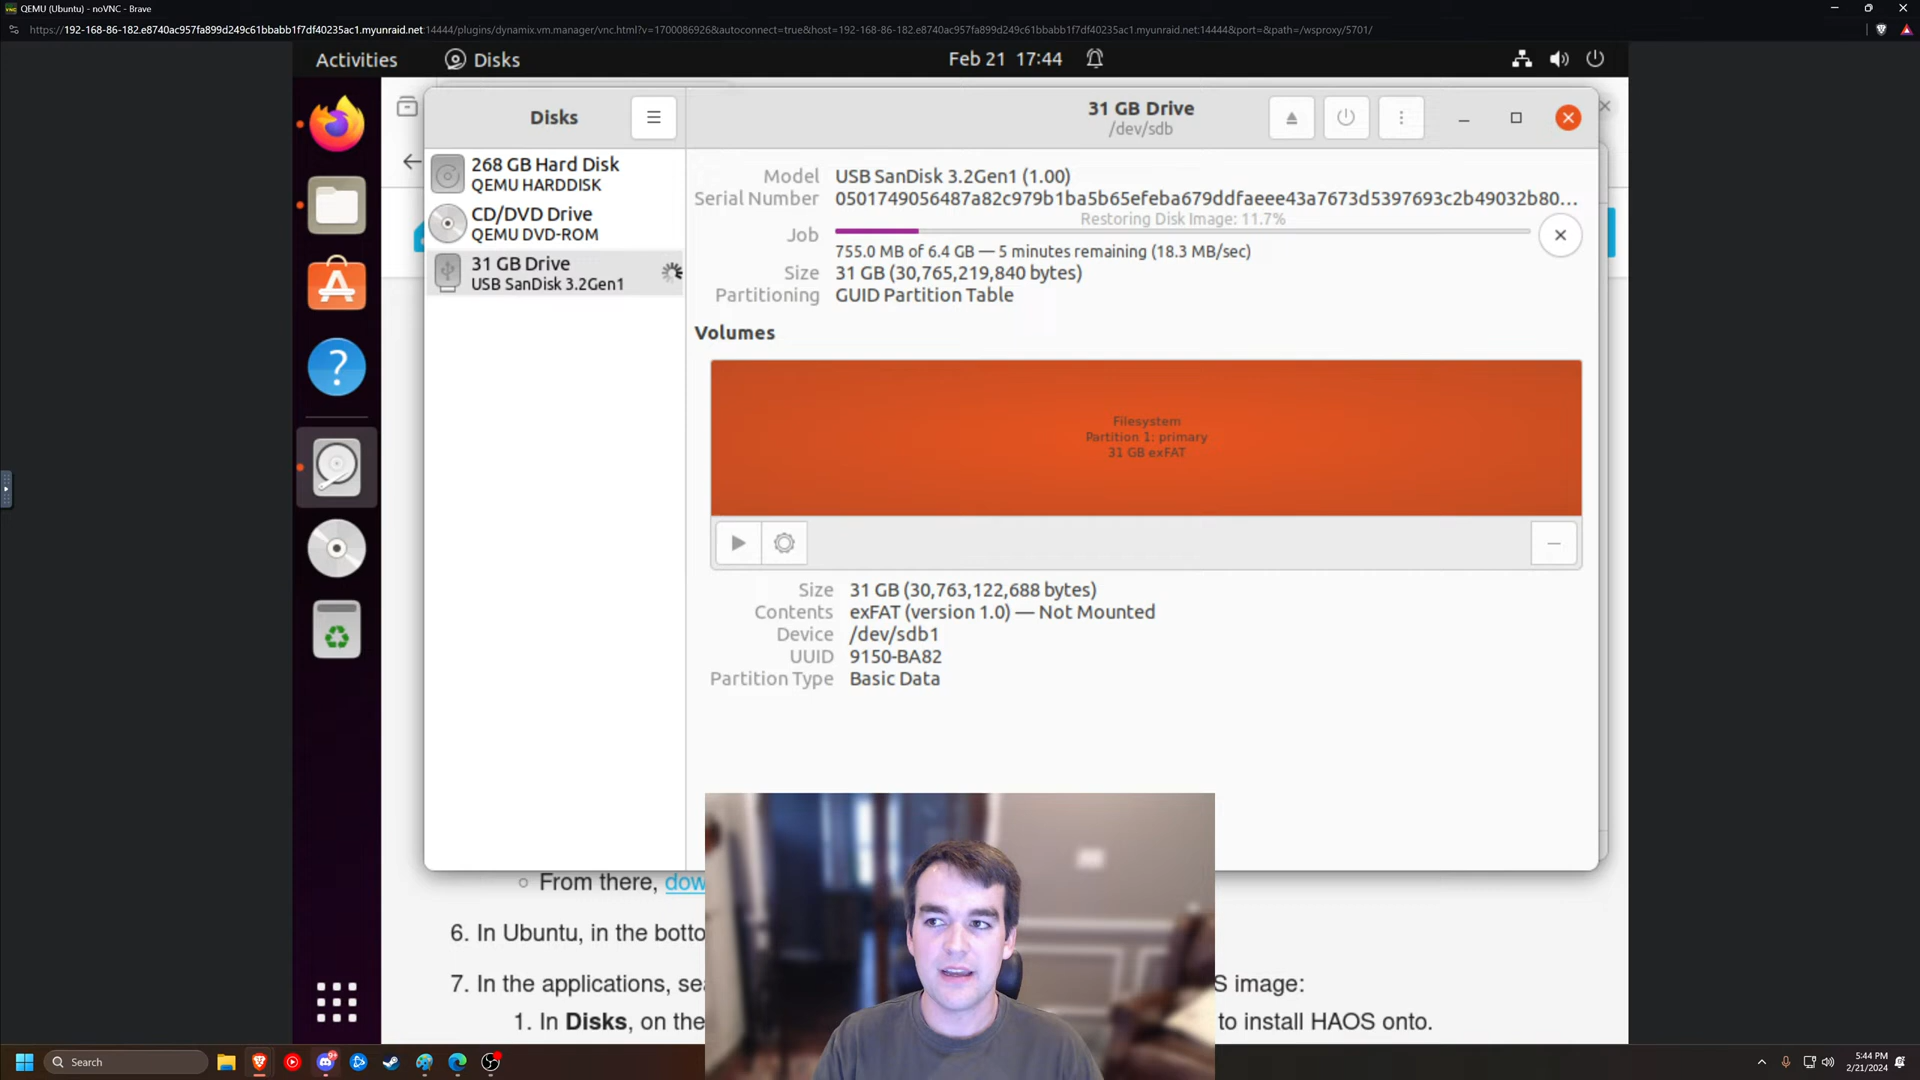 QEMU (Ubuntu) - noVNC - Brave
https://192-168-86-182.e8740ac957fa899d249c61bbabb1f7df40235ac1.myunraid.net:14444/plugins/dynamix.vm.manager/vnc.html?v=1700086926&autoconnect=true&host=192-168-86-182.e8740ac957fa899d249c61bbabb1f7df40235ac1.myunraid.net:14444&port=&path=/wsproxy/5701/
Activities
Disks
Feb 21 17:44
Disks
31 GB Drive
/dev/sdb
268 GB Hard Disk
QEMU HARDDISK
CD/DVD Drive
QEMU DVD-ROM
31 GB Drive
USB SanDisk 3.2Gen1
Model USB SanDisk 3.2Gen1 (1.00)
Serial Number 0501749056487a82c979b1ba5b65efeba679ddfaeee43a7673d5397693c2b49032b80...
Restoring Disk Image: 11.7%
Job
755.0 MB of 6.4 GB — 5 minutes remaining (18.3 MB/sec)
Size 31 GB (30,765,219,840 bytes)
Partitioning GUID Partition Table
Volumes
Filesystem
Partition 1: primary
31 GB exFAT
Size 31 GB (30,763,122,688 bytes)
Contents exFAT (version 1.0) — Not Mounted
Device /dev/sdb1
UUID 9150-BA82
Partition Type Basic Data
From there, dow
6. In Ubuntu, in the botto
7. In the applications, sea S image:
1. In Disks, on the to install HAOS onto.
Search
5:44 PM
2/21/2024